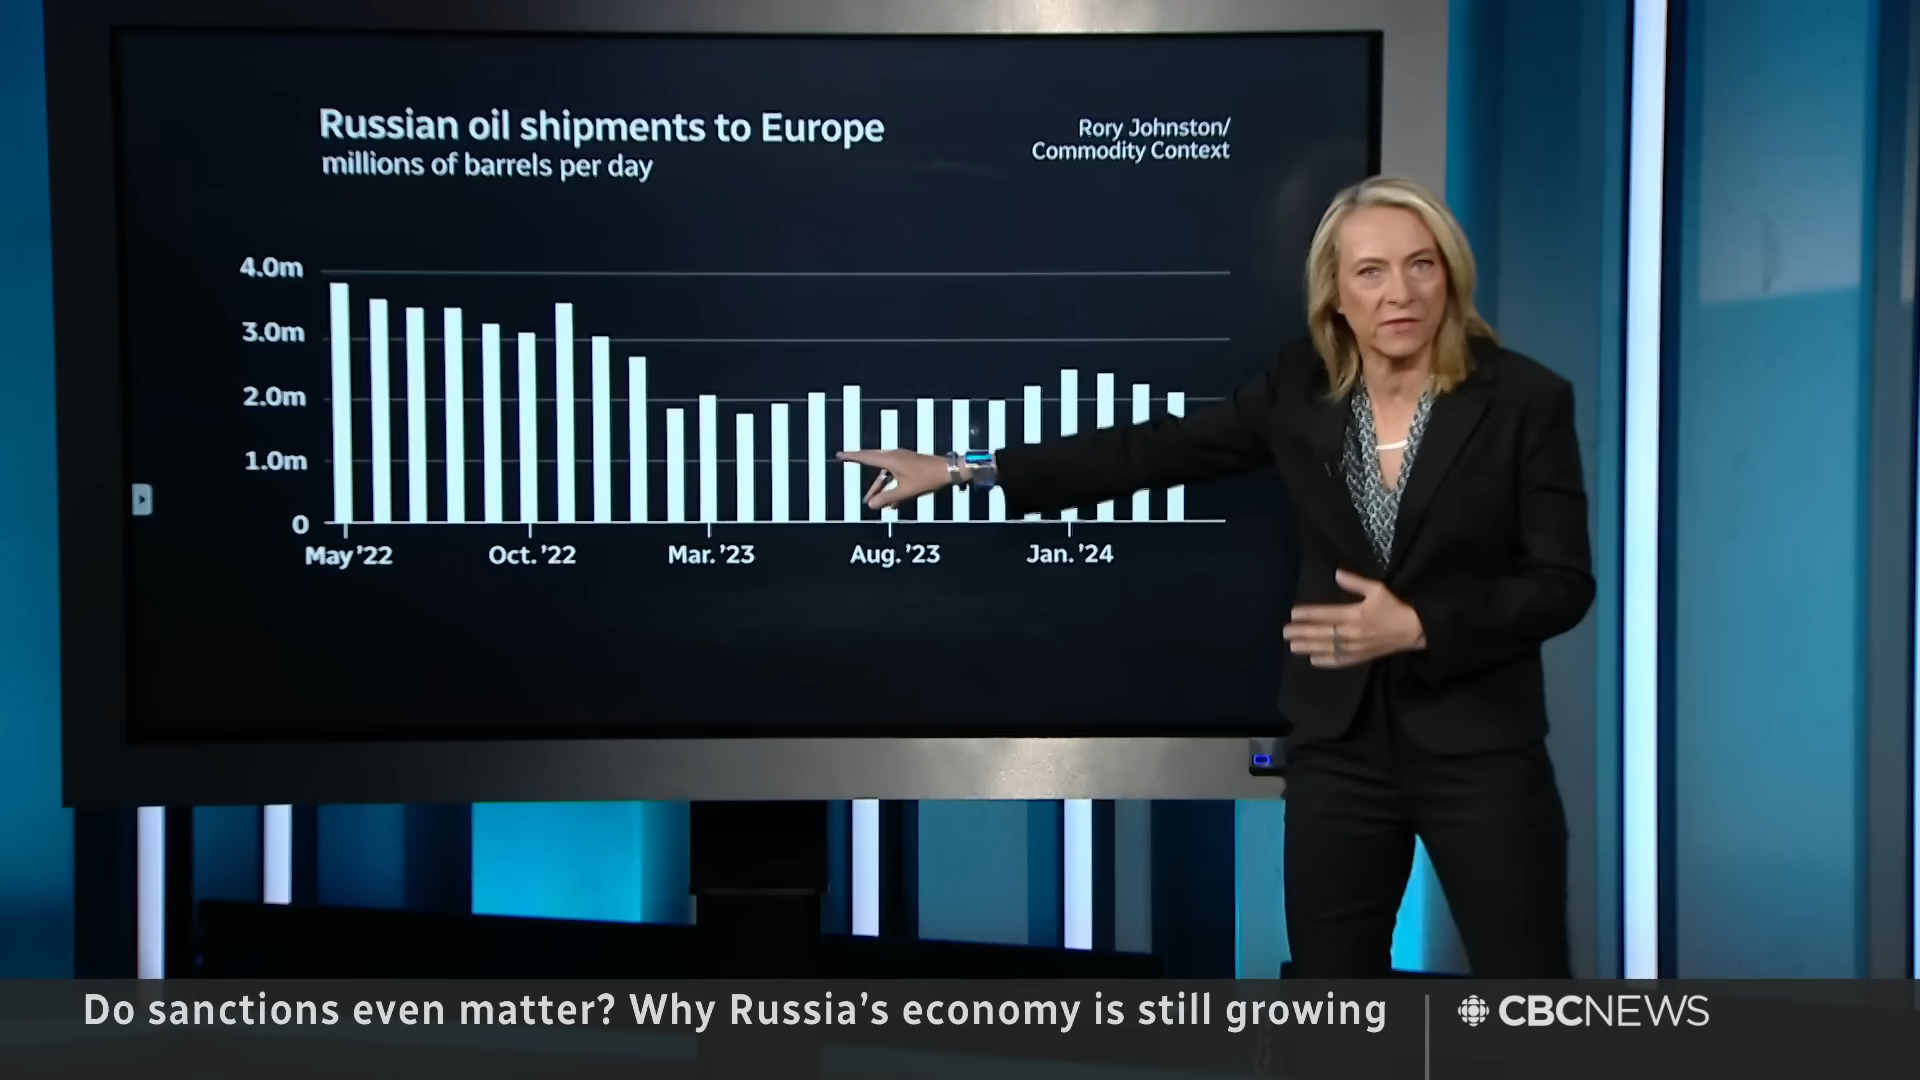 Russian oil shipments to Europe
millions of barrels per day
Rory Johnston/
Commodity Context
4.0m
3.0m
2.0m
1.0m
0
May ’22
Oct. ’22
Mar. ’23
Aug. ’23
Jan. ’24
Do sanctions even matter? Why Russia’s economy is still growing
CBCNEWS